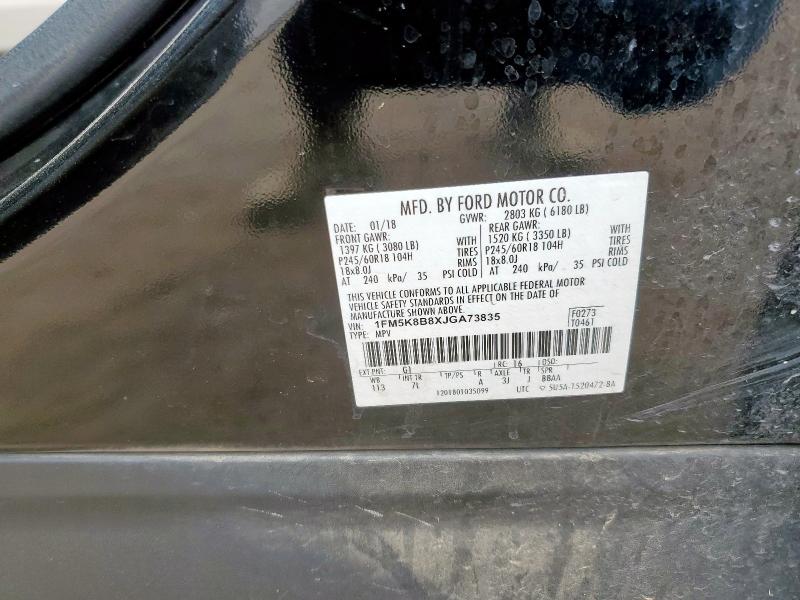 MFD. BY FORD MOTOR CO.
DATE: 01/18 GVWR: 2803 KG ( 6180 LB)
FRONT GAWR: REAR GAWR:
1397 KG ( 3080 LB) WITH 1520 KG ( 3350 LB) WITH
P245/60R18 104H TIRES P245/60R18 104H TIRES
18x8.0J RIMS 18x8.0J RIMS
AT 240 kPa/ 35 PSI COLD AT 240 kPa/ 35 PSI COLD
THIS VEHICLE CONFORMS TO ALL APPLICABLE FEDERAL MOTOR
VEHICLE SAFETY STANDARDS IN EFFECT ON THE DATE OF
MANUFACTURE SHOWN ABOVE.
VIN: 1FM5K8B8XJGA73835 F0273
TYPE: MPV T0461
EXT PNT: G1 RC: 16 DSO:
WB INT TR TP/PS R AXLE TR SPR
113 7L A 3J J BBAA
1201801035099 UTC 5U5A-1520472-BA